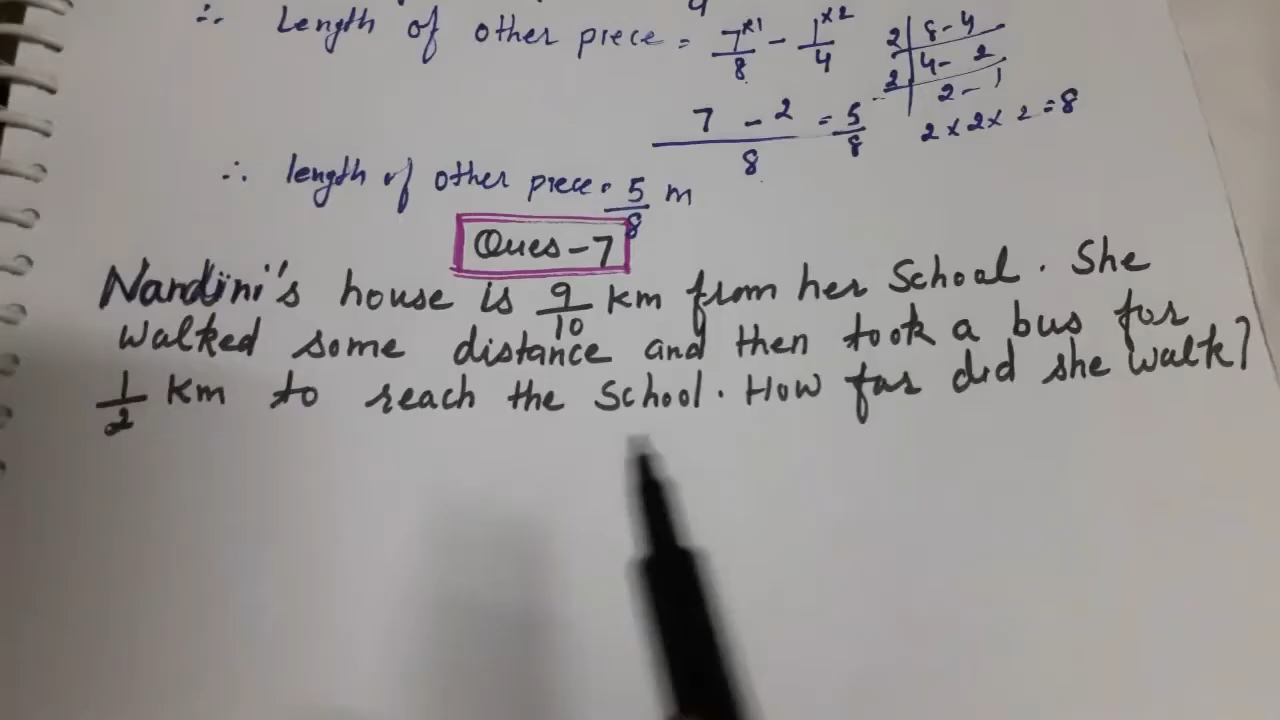 ∴ Length of other piece = 7×1/8 - 1×2/4
2 | 8 - 4
2 | 4 - 2
2 - 1
2 × 2 × 2 = 8
7 - 2 / 8 = 5/8
∴ length of other piece = 5/8 m
Ques-7
Nandini's house is 9/10 km from her School. She
walked some distance and then took a bus for
1/2 km to reach the school. How far did she walk?